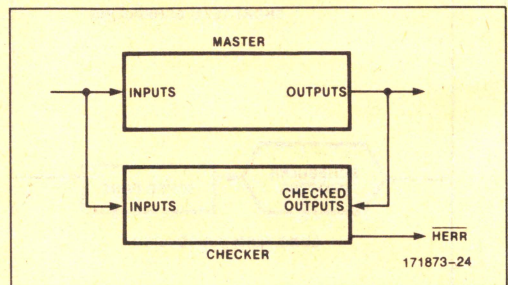 MASTER
INPUTS OUTPUTS
INPUTS CHECKED OUTPUTS
HERR
CHECKER
171873–24